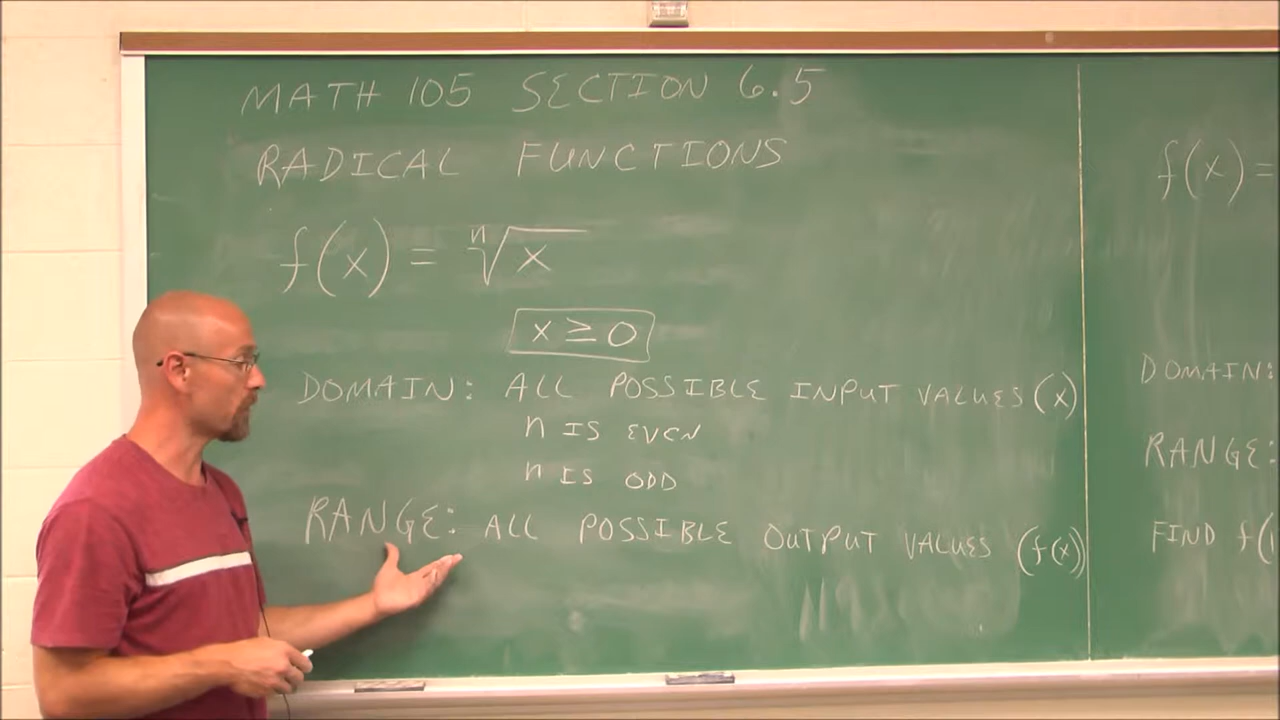 MATH 105 SECTION 6.5
RADICAL FUNCTIONS
f(x) = ⁿ√x
x ≥ 0
DOMAIN: ALL POSSIBLE INPUT VALUES (x)
n IS EVEN
n IS ODD
RANGE: ALL POSSIBLE OUTPUT VALUES (f(x))
f(x) =
DOMAIN:
RANGE:
FIND f(